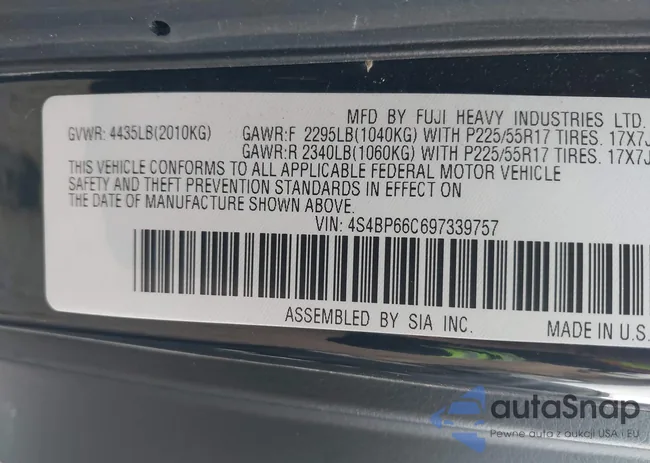 MFD BY FUJI HEAVY INDUSTRIES LTD.
GVWR: 4435LB(2010KG) GAWR:F 2295LB(1040KG) WITH P225/55R17 TIRES. 17X7J
GAWR:R 2340LB(1060KG) WITH P225/55R17 TIRES. 17X7J
THIS VEHICLE CONFORMS TO ALL APPLICABLE FEDERAL MOTOR VEHICLE
SAFETY AND THEFT PREVENTION STANDARDS IN EFFECT ON
THE DATE OF MANUFACTURE SHOWN ABOVE.
VIN: 4S4BP66C697339757
ASSEMBLED BY SIA INC.
MADE IN U.S.
autaSnap
Pewne auta z aukcji USA i EU